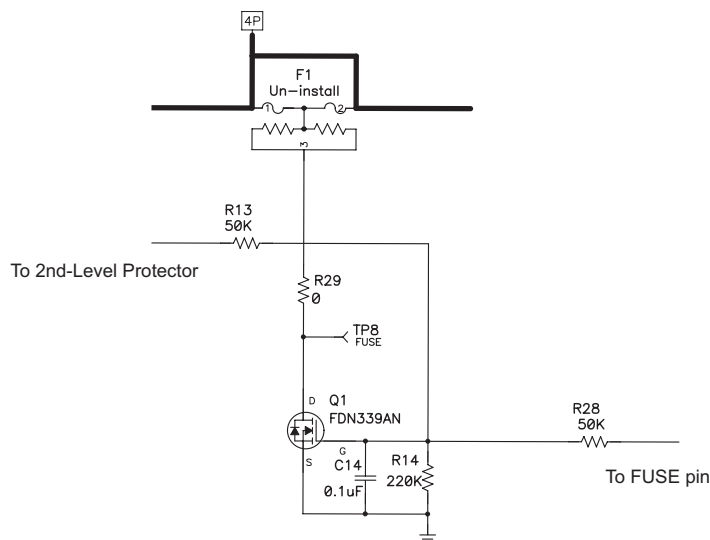 4P
F1
Un-install
1
2
3
R13
50K
To 2nd-Level Protector
R29
0
TP8
FUSE
D
Q1
FDN339AN
G
S
C14
0.1uF
R14
220K
R28
50K
To FUSE pin